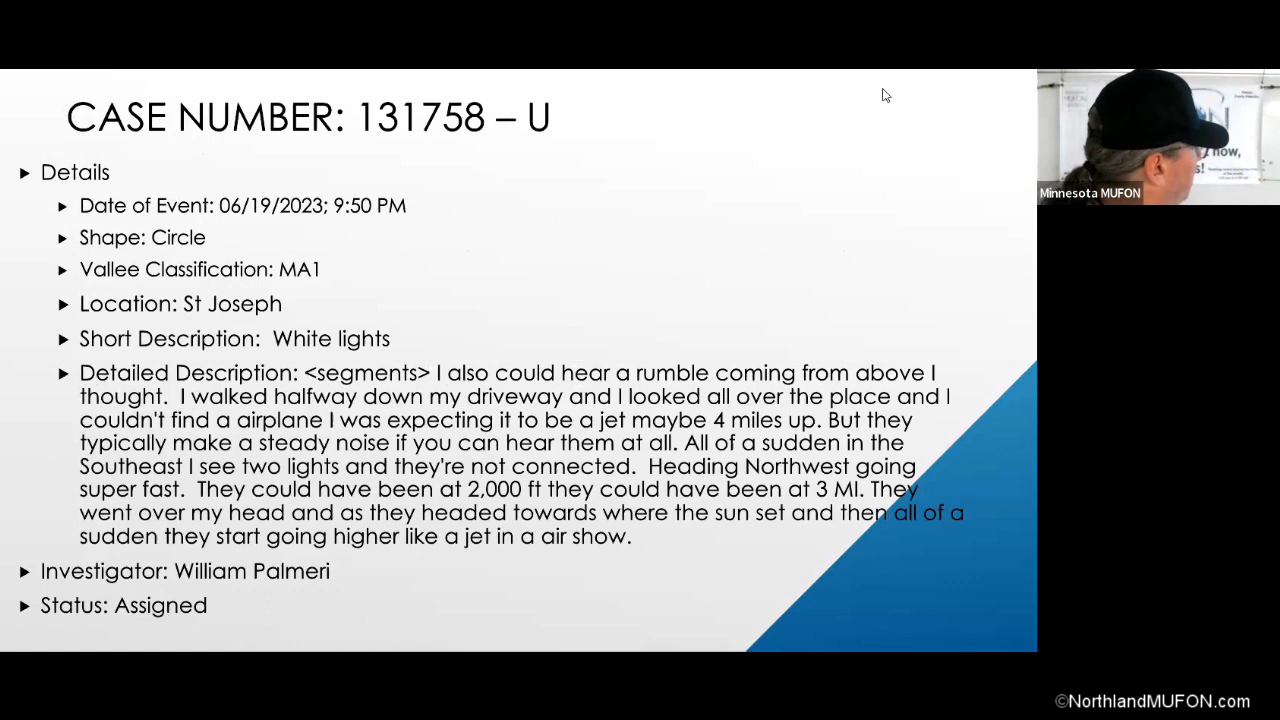 CASE NUMBER: 131758 – U
Details
Date of Event: 06/19/2023; 9:50 PM
Shape: Circle
Vallee Classification: MA1
Location: St Joseph
Short Description:  White lights
Detailed Description: <segments> I also could hear a rumble coming from above I
thought.  I walked halfway down my driveway and I looked all over the place and I
couldn't find a airplane I was expecting it to be a jet maybe 4 miles up. But they
typically make a steady noise if you can hear them at all. All of a sudden in the
Southeast I see two lights and they're not connected.  Heading Northwest going
super fast.  They could have been at 2,000 ft they could have been at 3 MI. They
went over my head and as they headed towards where the sun set and then all of a
sudden they start going higher like a jet in a air show.
Investigator: William Palmeri
Status: Assigned
now,
Minnesota MUFON
©NorthlandMUFON.com